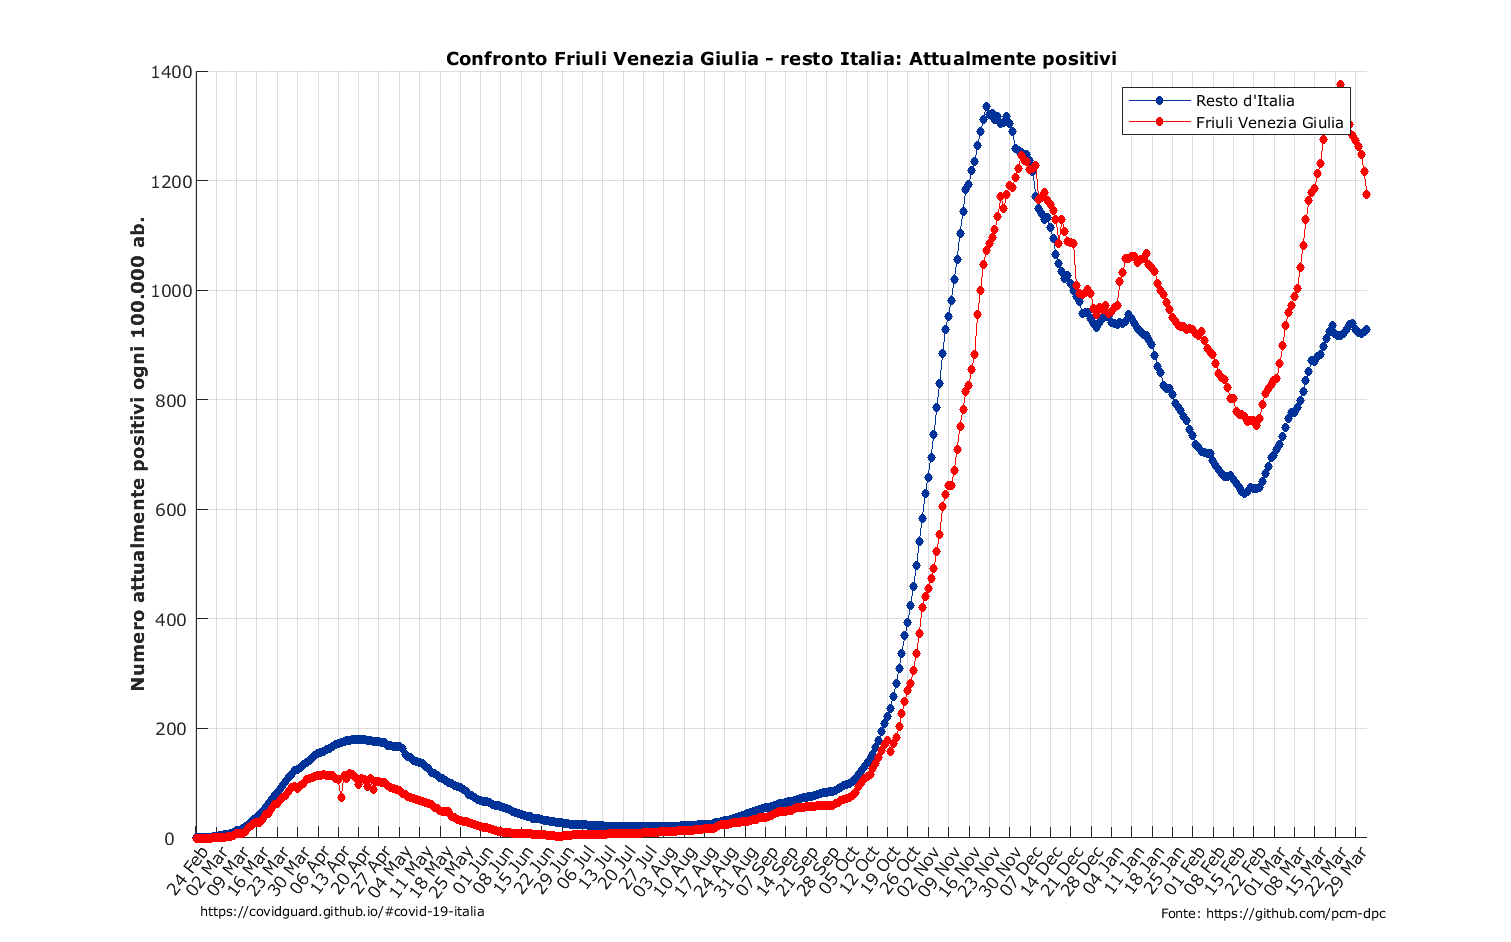 Confronto Friuli Venezia Giulia - resto Italia: Attualmente positivi
Numero attualmente positivi ogni 100.000 ab.
1400
1200
1000
800
600
400
200
0
Resto d'Italia
Friuli Venezia Giulia
24 Feb
02 Mar
09 Mar
16 Mar
23 Mar
30 Mar
06 Apr
13 Apr
20 Apr
27 Apr
04 May
11 May
18 May
25 May
01 Jun
08 Jun
15 Jun
22 Jun
29 Jun
06 Jul
13 Jul
20 Jul
27 Jul
03 Aug
10 Aug
17 Aug
24 Aug
31 Aug
07 Sep
14 Sep
21 Sep
28 Sep
05 Oct
12 Oct
19 Oct
26 Oct
02 Nov
09 Nov
16 Nov
23 Nov
30 Nov
07 Dec
14 Dec
21 Dec
28 Dec
04 Jan
11 Jan
18 Jan
25 Jan
01 Feb
08 Feb
15 Feb
22 Feb
01 Mar
08 Mar
15 Mar
22 Mar
29 Mar
https://covidguard.github.io/#covid-19-italia
Fonte: https://github.com/pcm-dpc